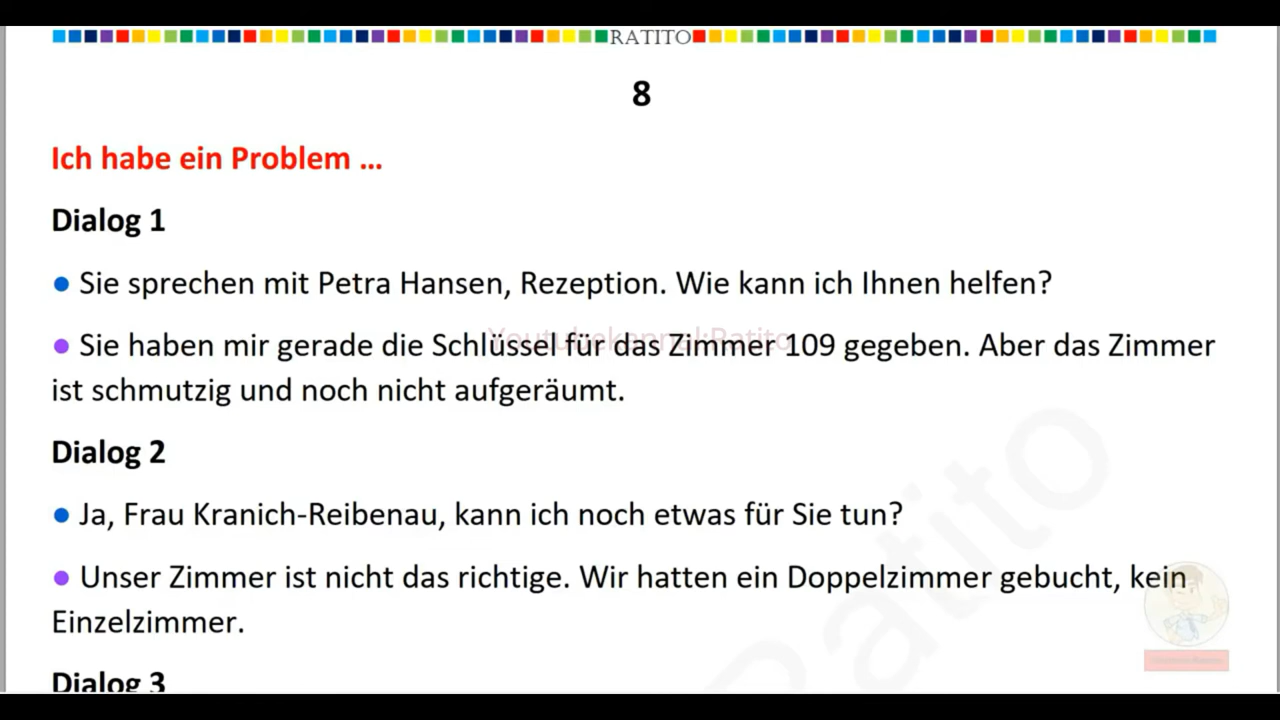 RATITO
8
Ich habe ein Problem ...
Dialog 1
● Sie sprechen mit Petra Hansen, Rezeption. Wie kann ich Ihnen helfen?
Youtubekannal:Ratito
● Sie haben mir gerade die Schlüssel für das Zimmer 109 gegeben. Aber das Zimmer
ist schmutzig und noch nicht aufgeräumt.
Dialog 2
● Ja, Frau Kranich-Reibenau, kann ich noch etwas für Sie tun?
● Unser Zimmer ist nicht das richtige. Wir hatten ein Doppelzimmer gebucht, kein
Einzelzimmer.
Dialog 3
Ratito